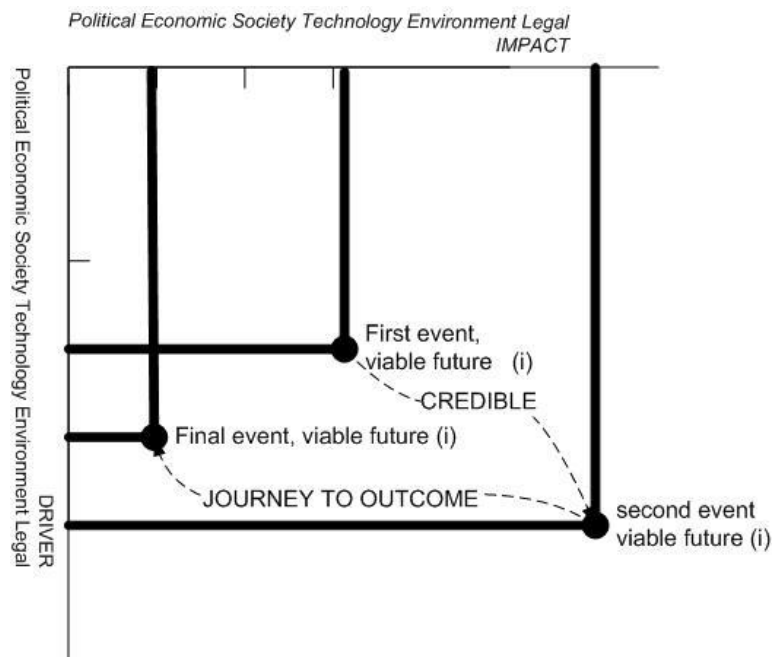 Political Economic Society Technology Environment Legal
IMPACT
Political Economic Society Technology Environment Legal
DRIVER
First event,
viable future (i)
CREDIBLE
Final event, viable future (i)
JOURNEY TO OUTCOME
second event
viable future (i)